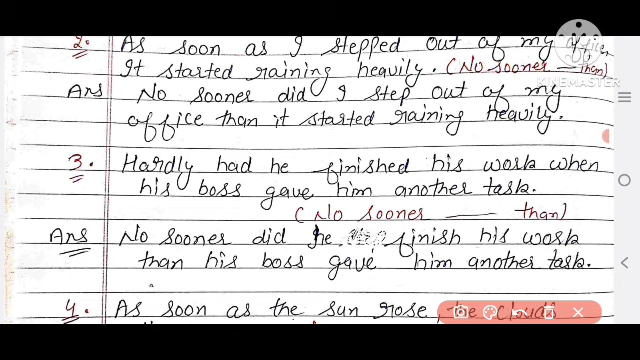 2. As soon as I stepped out of my office,
It started raining heavily. (No sooner — than)
Ans No sooner did I step out of my
office than it started raining heavily.
3. Hardly had he finished his work when
his boss gave him another task.
(No sooner — than)
Ans No sooner did he finish his work
than his boss gave him another task.
4. As soon as the sun rose, the clouds
KINEMASTER